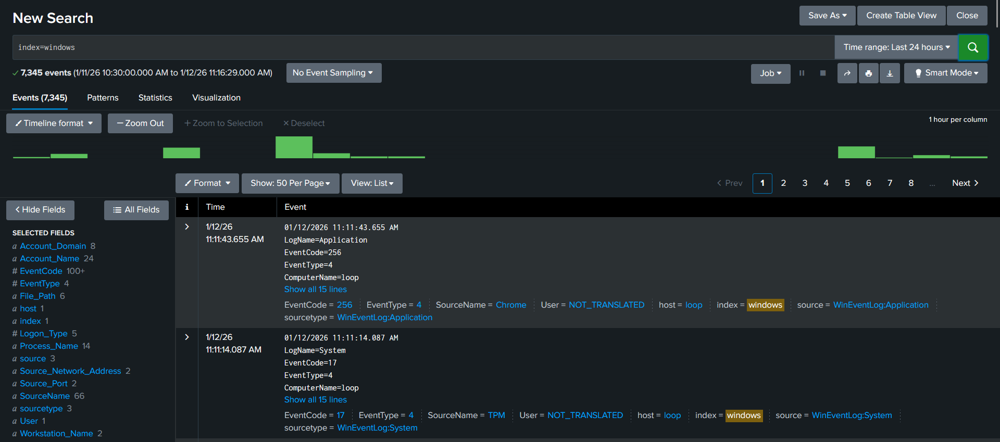 New Search
Save As
Create Table View
Close
index=windows
Time range: Last 24 hours
7,345 events (1/11/26 10:30:00.000 AM to 1/12/26 11:16:29.000 AM)
No Event Sampling
Job
Smart Mode
Events (7,345)
Patterns
Statistics
Visualization
Timeline format
Zoom Out
Zoom to Selection
Deselect
1 hour per column
Format
Show: 50 Per Page
View: List
Prev
1
2
3
4
5
6
7
8
...
Next
Hide Fields
All Fields
SELECTED FIELDS
a Account_Domain 8
a Account_Name 24
# EventCode 100+
# EventType 4
a File_Path 6
a host 1
a index 1
# Logon_Type 5
a Process_Name 14
a source 3
a Source_Network_Address 2
a Source_Port 2
a SourceName 66
a sourcetype 3
a User 1
a Workstation_Name 2
i
Time
Event
1/12/26
11:11:43.655 AM
01/12/2026 11:11:43.655 AM
LogName=Application
EventCode=256
EventType=4
ComputerName=loop
Show all 15 lines
EventCode = 256 EventType = 4 SourceName = Chrome User = NOT_TRANSLATED host = loop index = windows source = WinEventLog:Application
sourcetype = WinEventLog:Application
1/12/26
11:11:14.087 AM
01/12/2026 11:11:14.087 AM
LogName=System
EventCode=17
EventType=4
ComputerName=loop
Show all 15 lines
EventCode = 17 EventType = 4 SourceName = TPM User = NOT_TRANSLATED host = loop index = windows source = WinEventLog:System
sourcetype = WinEventLog:System